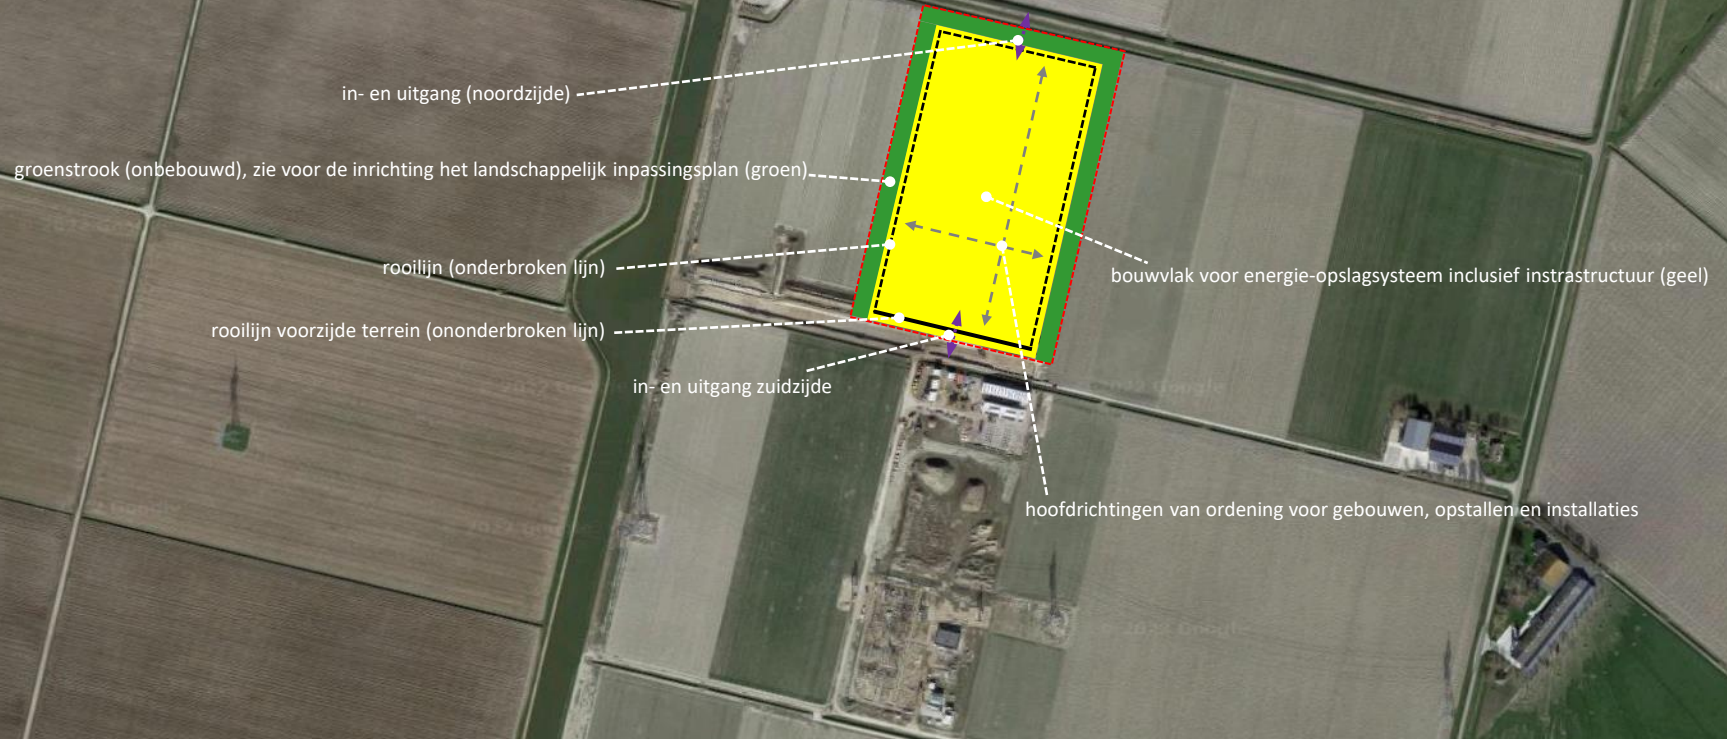 in- en uitgang (noordzijde)
groenstrook (onbebouwd), zie voor de inrichting het landschappelijk inpassingsplan (groen)
rooilijn (onderbroken lijn)
bouwvlak voor energie-opslagsysteem inclusief instrastructuur (geel)
rooilijn voorzijde terrein (ononderbroken lijn)
in- en uitgang zuidzijde
hoofdrichtingen van ordening voor gebouwen, opstallen en installaties